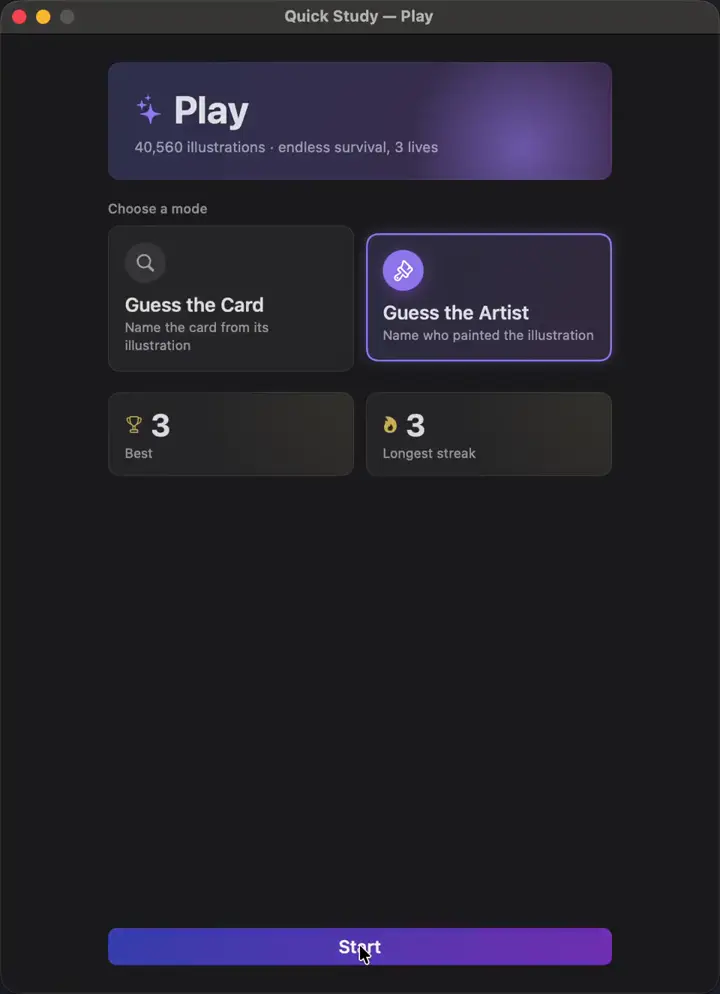 Quick Study — Play
Play
40,560 illustrations · endless survival, 3 lives
Choose a mode
Guess the Card
Name the card from its
illustration
Guess the Artist
Name who painted the illustration
3
Best
3
Longest streak
Start